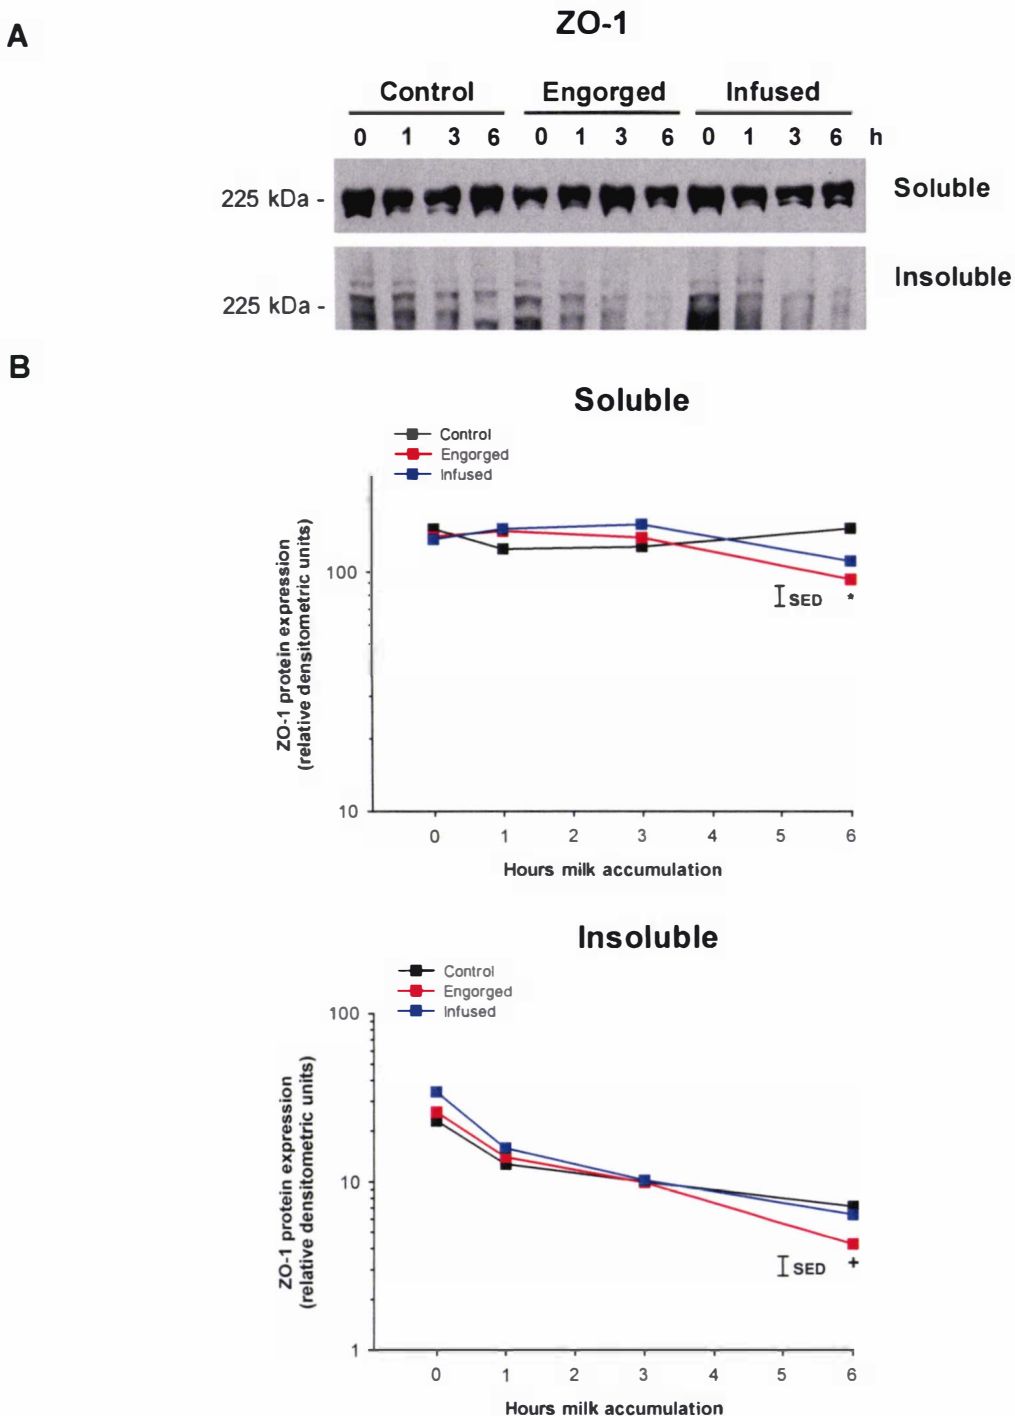 A
ZO-1
Control Engorged Infused
0 1 3 6 0 1 3 6 0 1 3 6 h
225 kDa - Soluble
225 kDa - Insoluble
B
Soluble
Control
Engorged
Infused
ZO-1 protein expression
(relative densitometric units)
100
10
SED *
0 1 2 3 4 5 6
Hours milk accumulation
Insoluble
Control
Engorged
Infused
ZO-1 protein expression
(relative densitometric units)
100
10
1
SED +
0 1 2 3 4 5 6
Hours milk accumulation